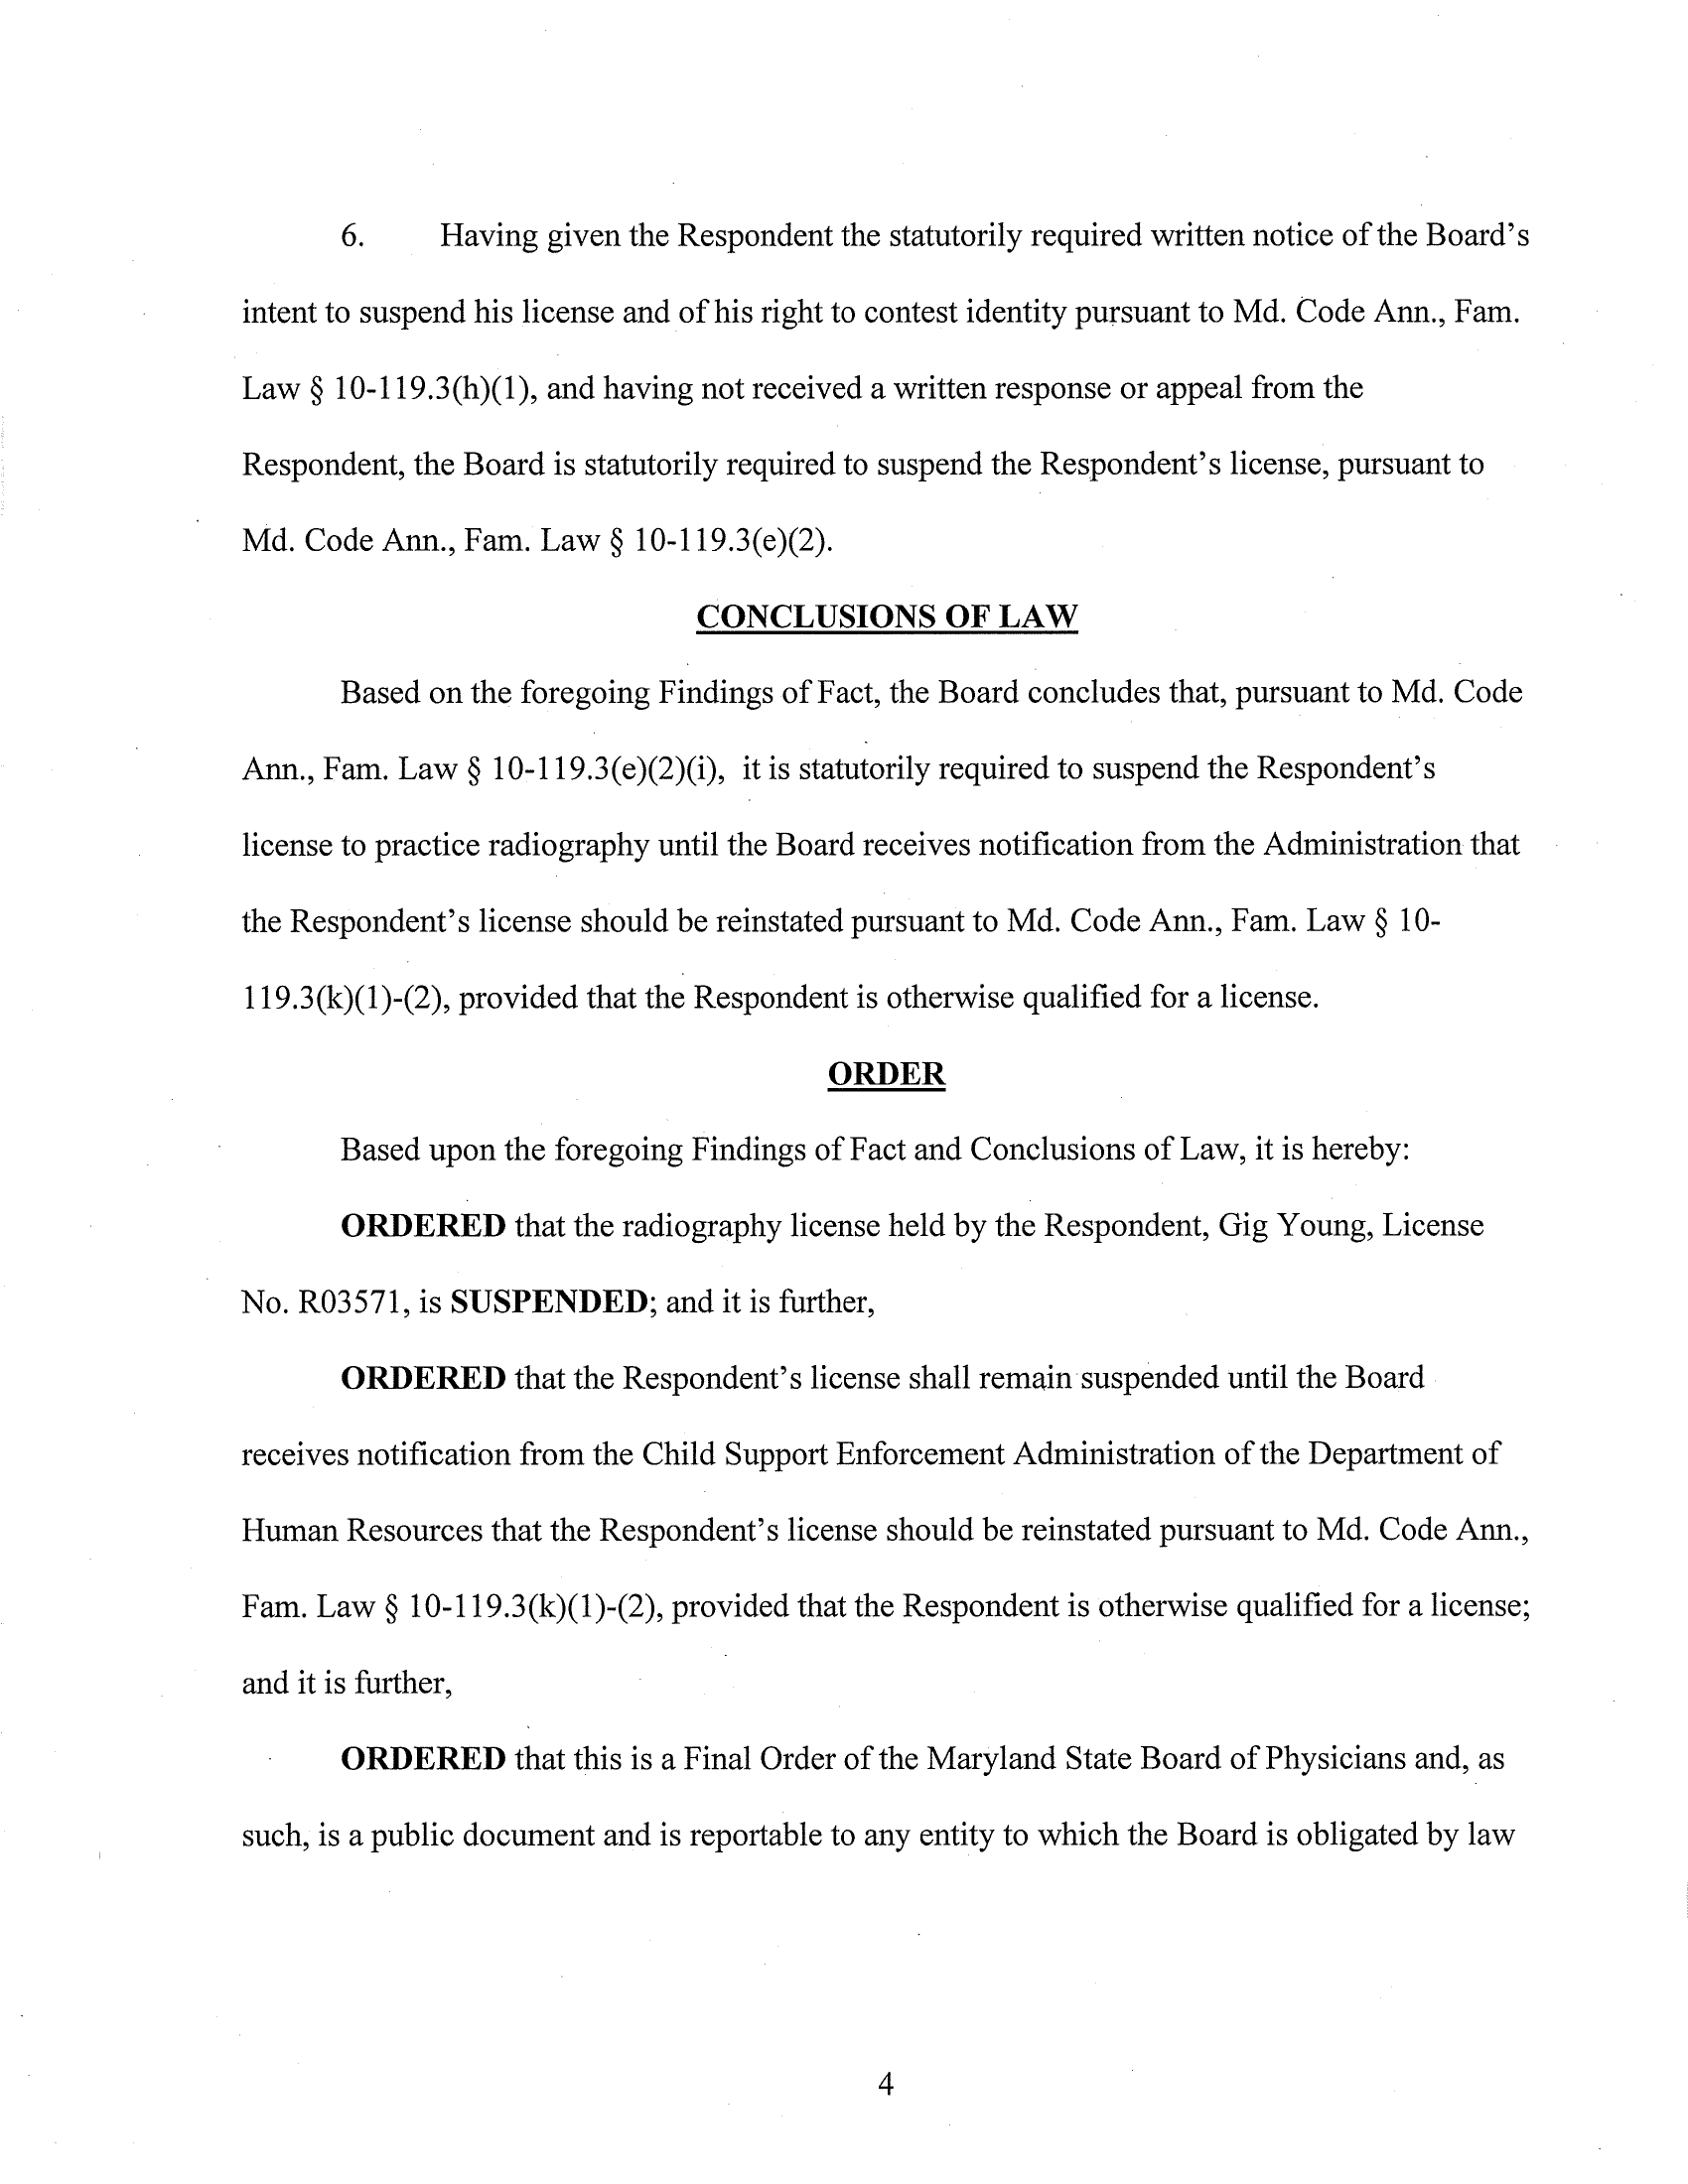 6. Having given the Respondent the statutorily required written notice of the Board's
intent to suspend his license and of his right to contest identity pursuant to Md. Code Ann., Fam.
Law § 10-119.3(h)(1), and having not received a written response or appeal from the
Respondent, the Board is statutorily required to suspend the Respondent's license, pursuant to
Md. Code Ann., Fam. Law § 10-119.3(e)(2).
CONCLUSIONS OF LAW
Based on the foregoing Findings of Fact, the Board concludes that, pursuant to Md. Code
Ann., Fam. Law § 10-119.3(e)(2)(i), it is statutorily required to suspend the Respondent's
license to practice radiography until the Board receives notification from the Administration that
the Respondent's license should be reinstated pursuant to Md. Code Ann., Fam. Law § 10-
119.3(k)(1)-(2), provided that the Respondent is otherwise qualified for a license.
ORDER
Based upon the foregoing Findings of Fact and Conclusions of Law, it is hereby:
ORDERED that the radiography license held by the Respondent, Gig Young, License
No. R03571, is SUSPENDED; and it is further,
ORDERED that the Respondent's license shall remain suspended until the Board
receives notification from the Child Support Enforcement Administration of the Department of
Human Resources that the Respondent's license should be reinstated pursuant to Md. Code Ann.,
Fam. Law § 10-119.3(k)(1)-(2), provided that the Respondent is otherwise qualified for a license;
and it is further,
ORDERED that this is a Final Order of the Maryland State Board of Physicians and, as
such, is a public document and is reportable to any entity to which the Board is obligated by law
4